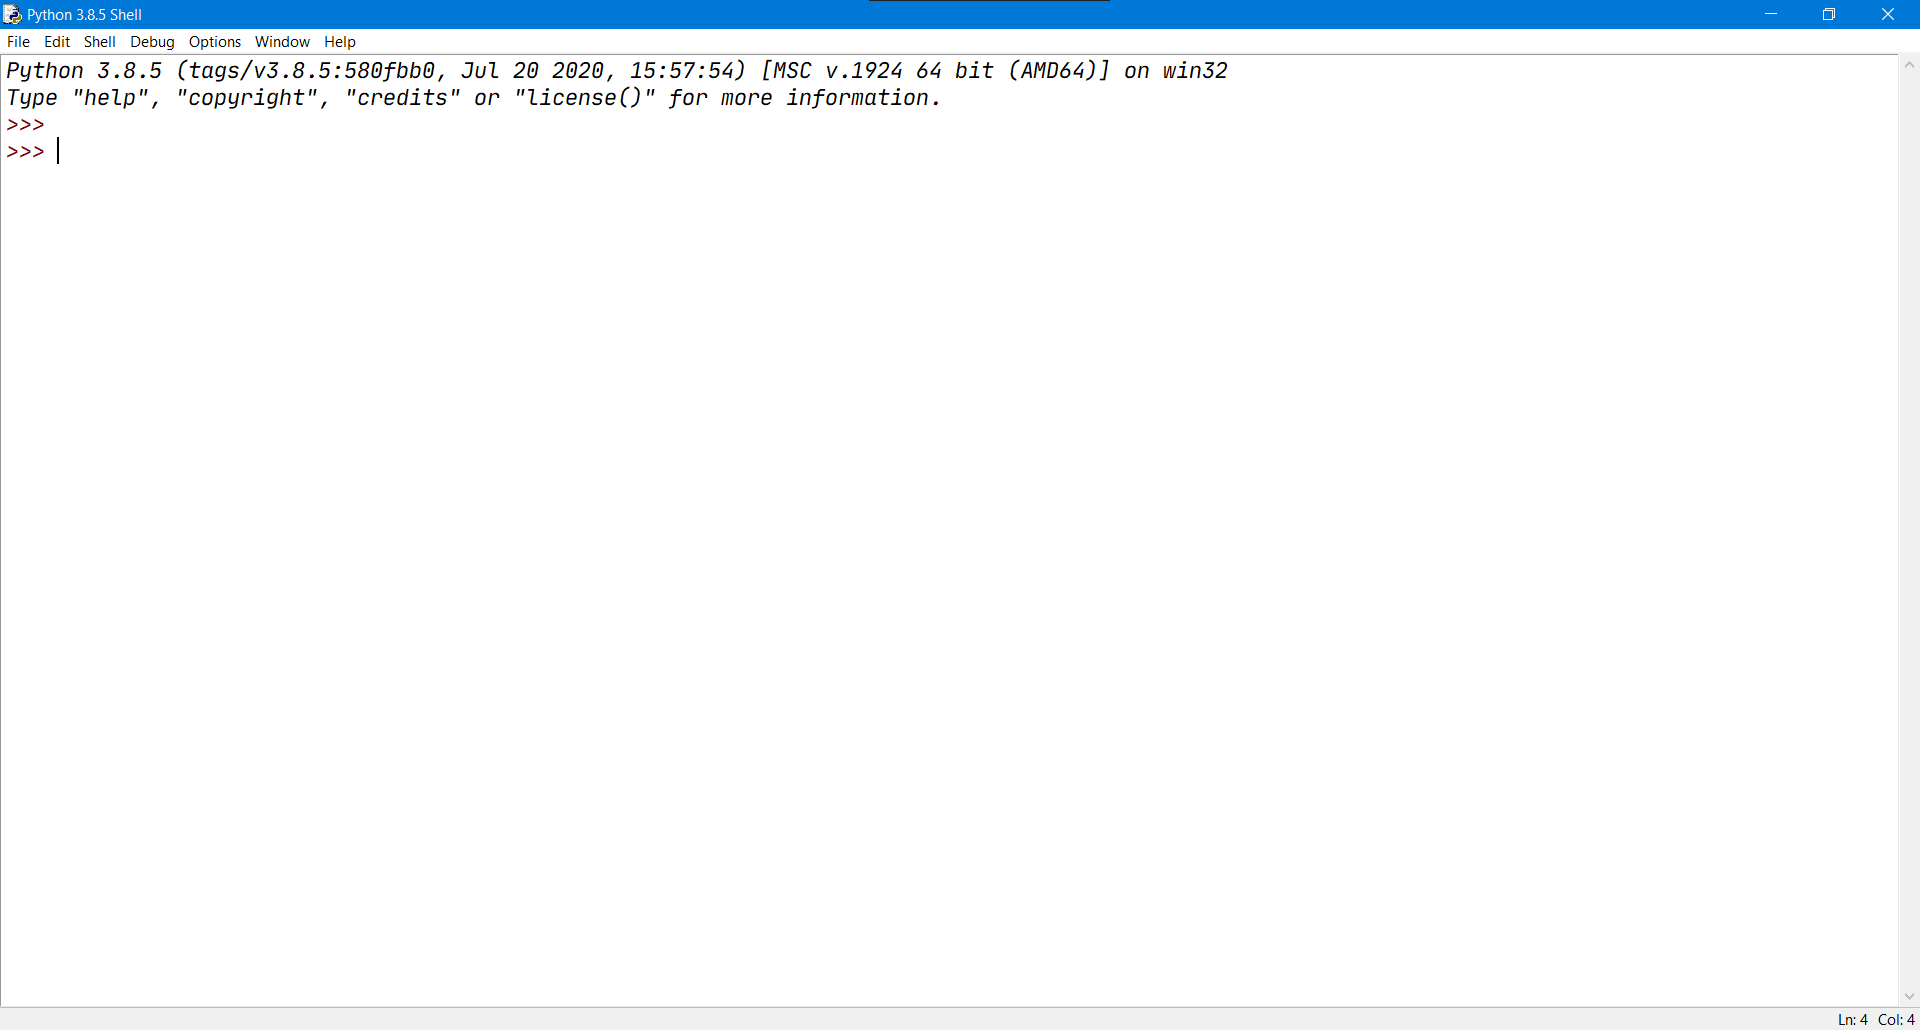 Python 3.8.5 Shell
File Edit Shell Debug Options Window Help
Python 3.8.5 (tags/v3.8.5:580fbb0, Jul 20 2020, 15:57:54) [MSC v.1924 64 bit (AMD64)] on win32
Type "help", "copyright", "credits" or "license()" for more information.
>>>
>>>
Ln: 4 Col: 4